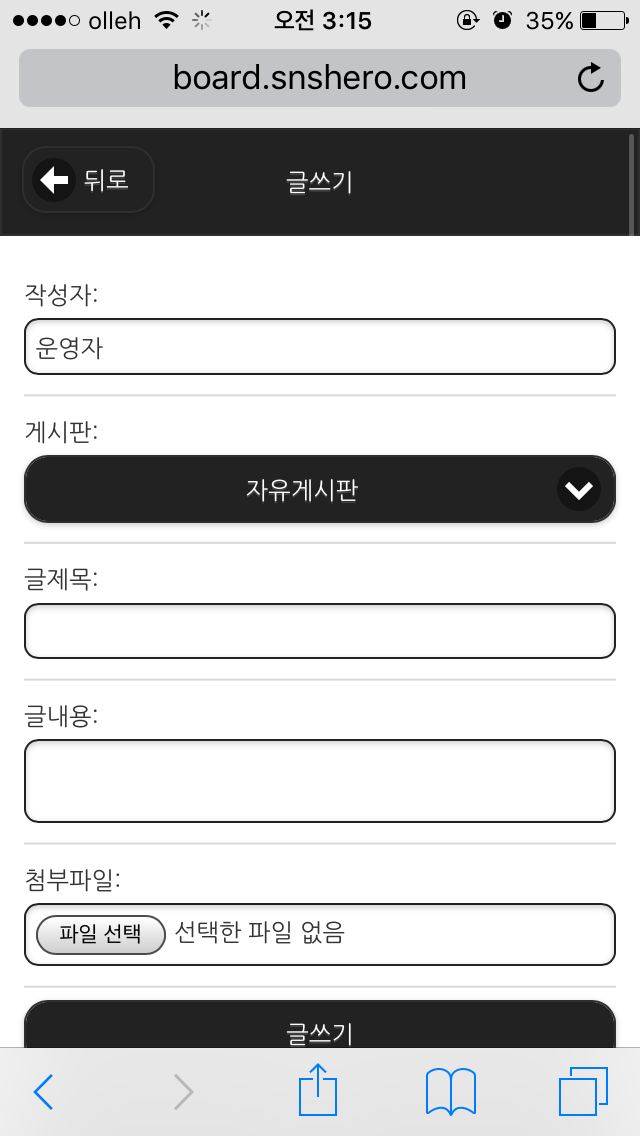 olleh 오전 3:15 35%
board.snshero.com
뒤로 글쓰기
작성자:
운영자
게시판:
자유게시판
글제목:
글내용:
첨부파일:
파일 선택 선택한 파일 없음
글쓰기